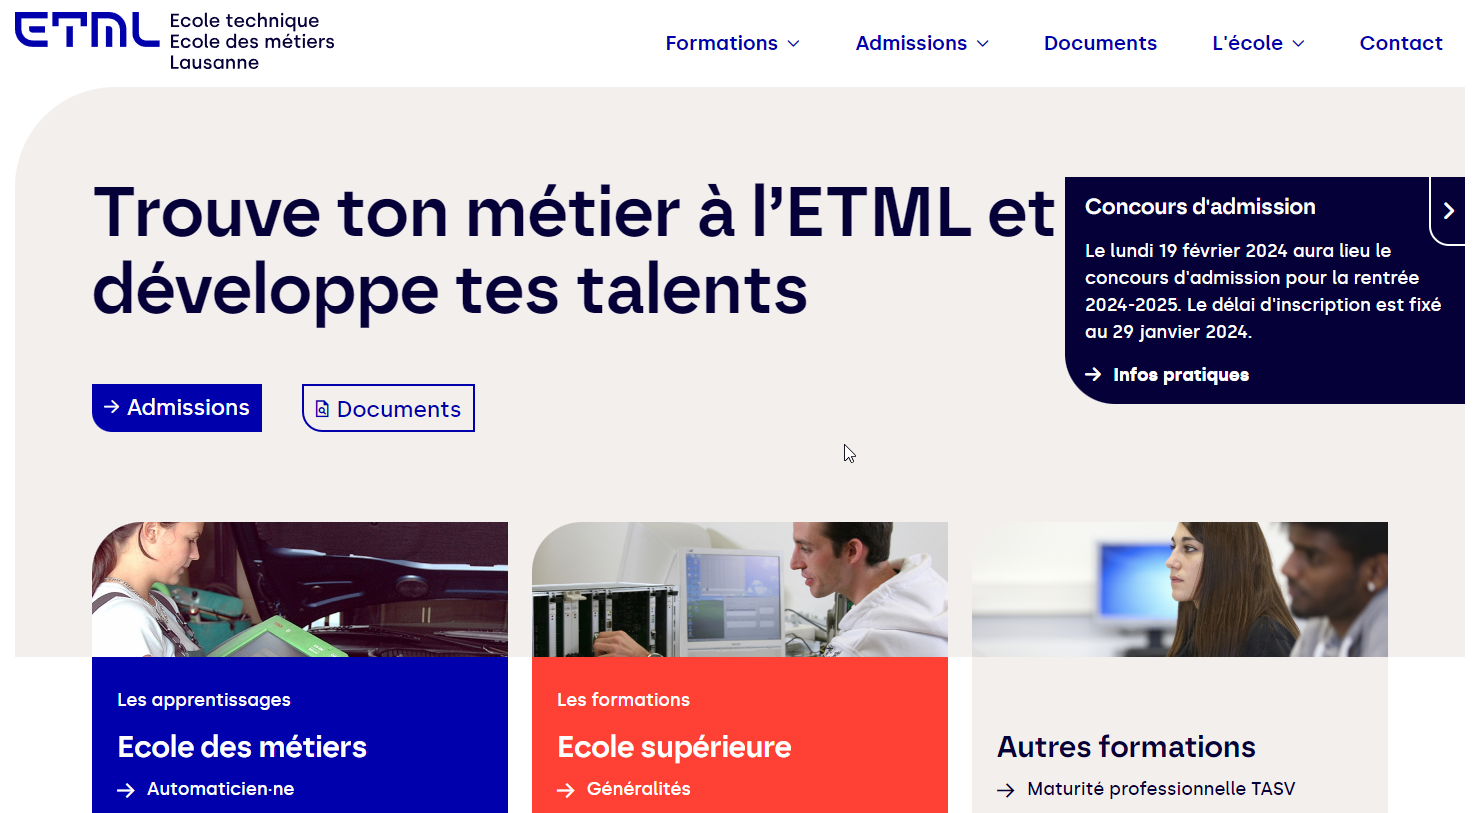 ETML
Ecole technique
Ecole des métiers
Lausanne
Formations
Admissions
Documents
L'école
Contact
Trouve ton métier à l’ETML et
développe tes talents
Concours d'admission
Le lundi 19 février 2024 aura lieu le
concours d'admission pour la rentrée
2024-2025. Le délai d'inscription est fixé
au 29 janvier 2024.
Infos pratiques
Admissions
Documents
Les apprentissages
Ecole des métiers
Automaticien·ne
Les formations
Ecole supérieure
Généralités
Autres formations
Maturité professionnelle TASV